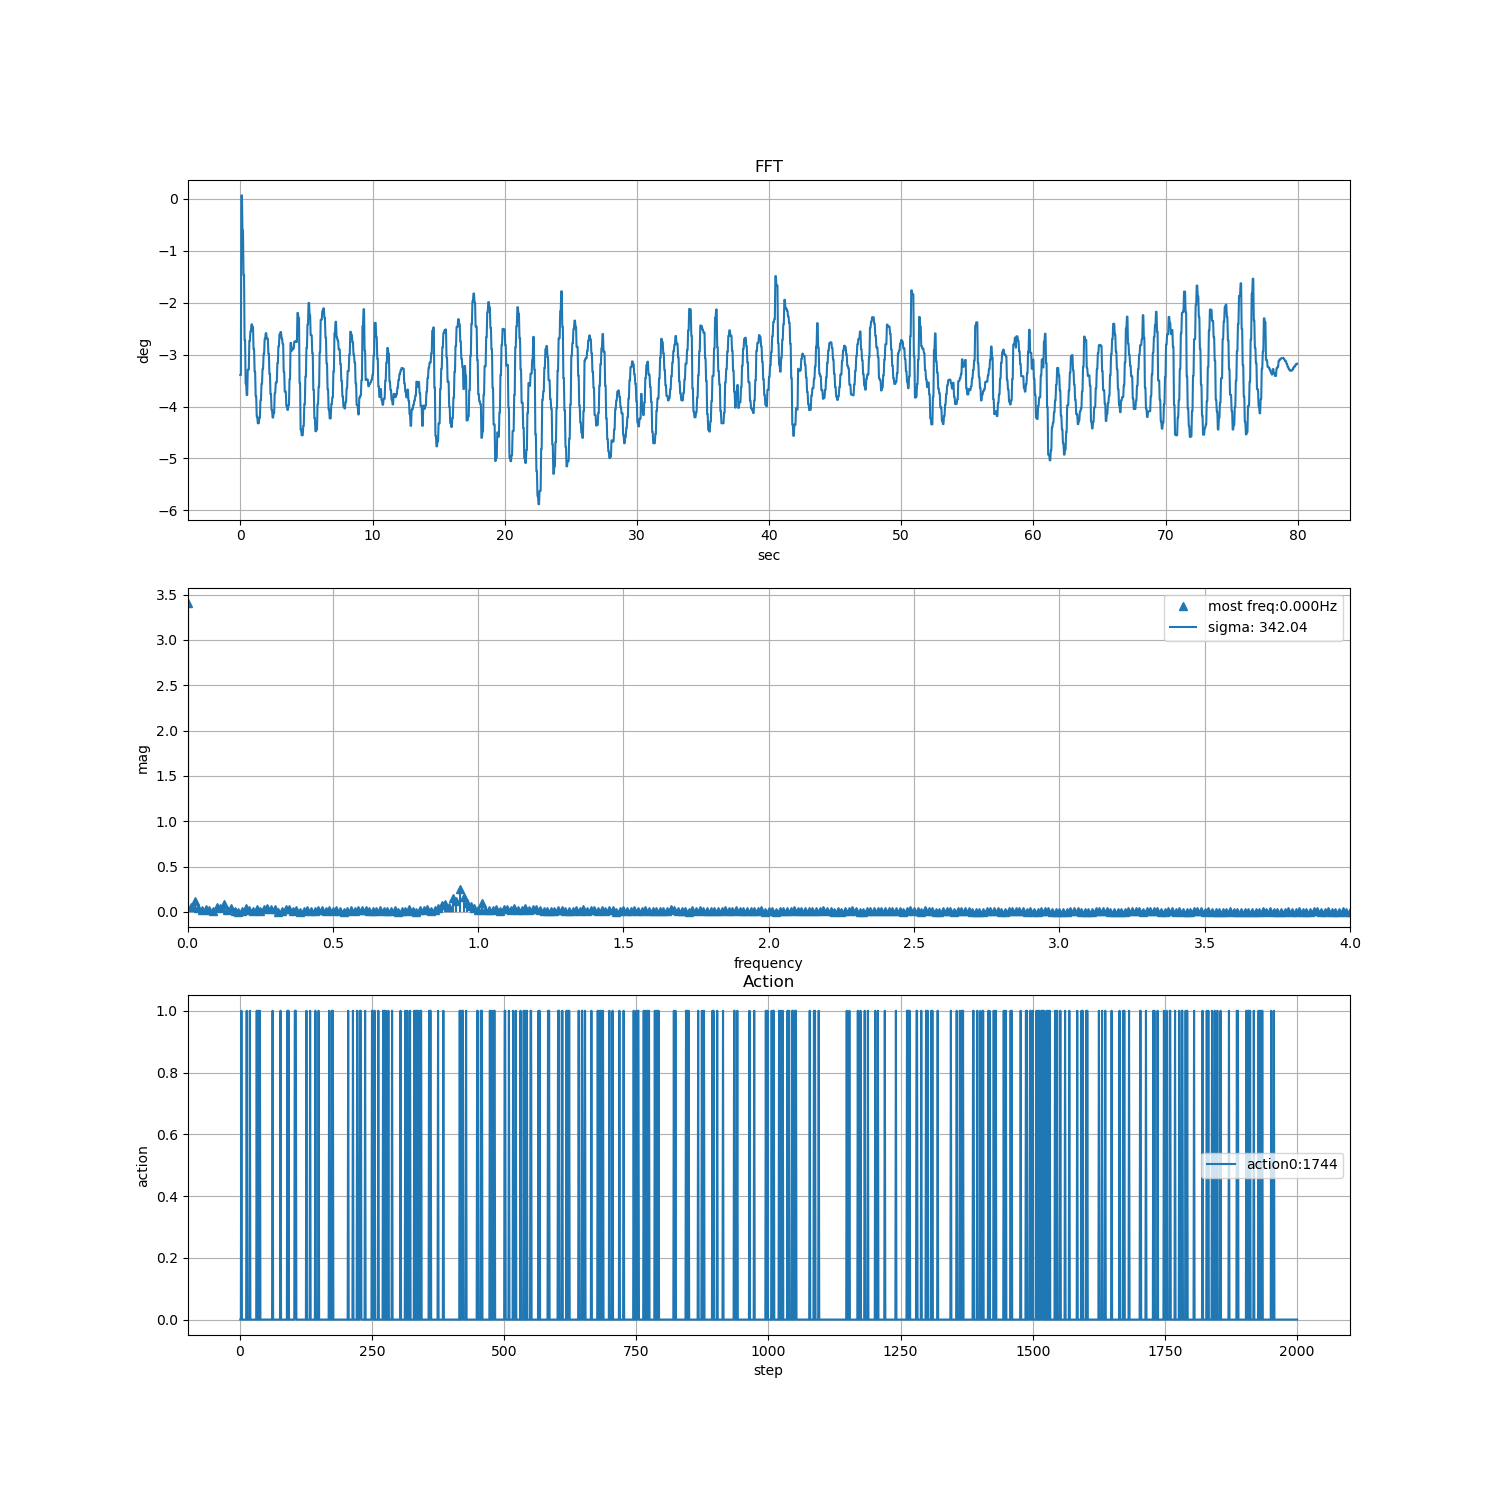 FFT
0
−1
−2
−3
−4
−5
−6
deg
0 10 20 30 40 50 60 70 80
sec
3.5
3.0
2.5
2.0
1.5
1.0
0.5
0.0
mag
most freq:0.000Hz
sigma: 342.04
0.0 0.5 1.0 1.5 2.0 2.5 3.0 3.5 4.0
frequency
Action
1.0
0.8
0.6
0.4
0.2
0.0
action
action0:1744
0 250 500 750 1000 1250 1500 1750 2000
step